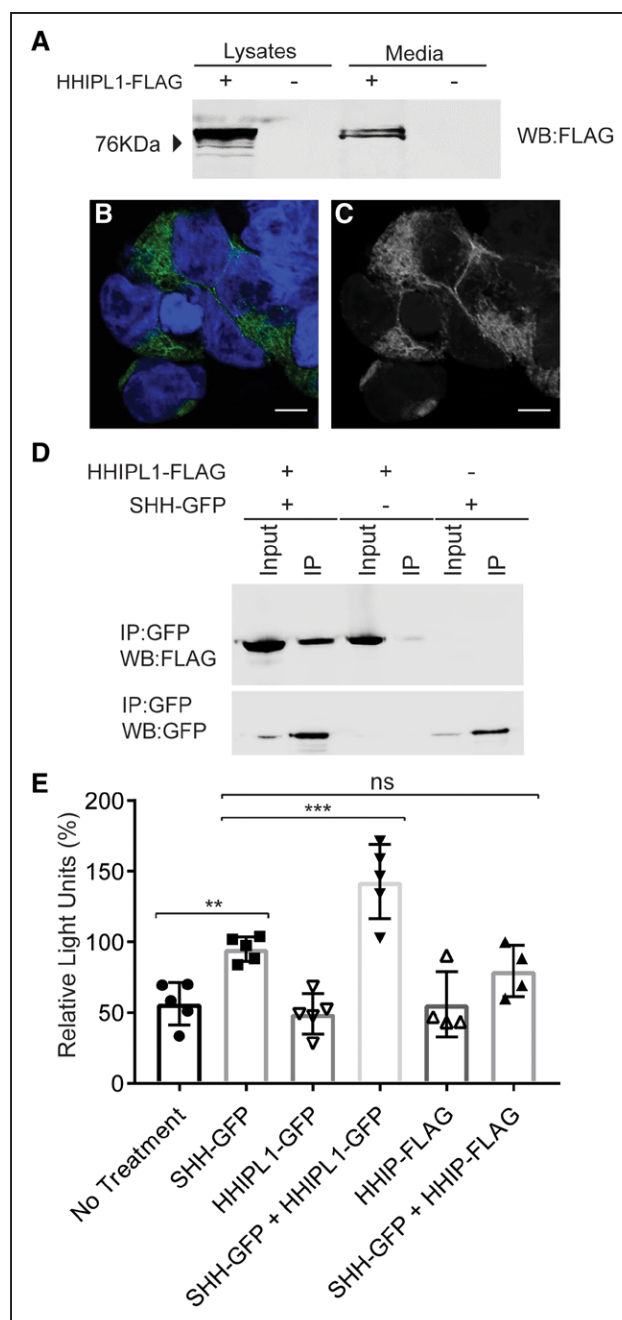 A
Lysates Media
HHIPL1-FLAG + - + -
76KDa WB:FLAG
B C
D
HHIPL1-FLAG + + -
SHH-GFP + - +
Input IP Input IP Input IP
IP:GFP
WB:FLAG
IP:GFP
WB:GFP
E
ns
***
**
Relative Light Units (%)
200
150
100
50
0
No Treatment
SHH-GFP
HHIPL1-GFP
SHH-GFP + HHIPL1-GFP
HHIP-FLAG
SHH-GFP + HHIP-FLAG